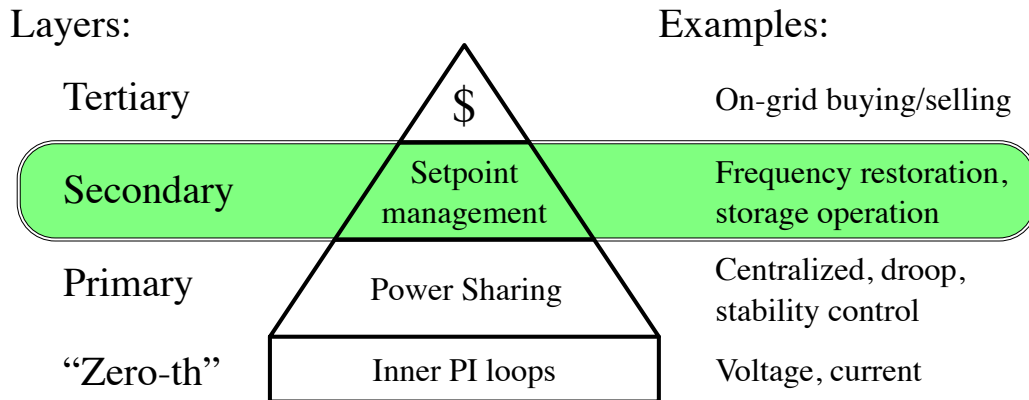 Layers:
Examples:
Tertiary
$
On-grid buying/selling
Secondary
Setpoint
management
Frequency restoration,
storage operation
Primary
Power Sharing
Centralized, droop,
stability control
“Zero-th”
Inner PI loops
Voltage, current